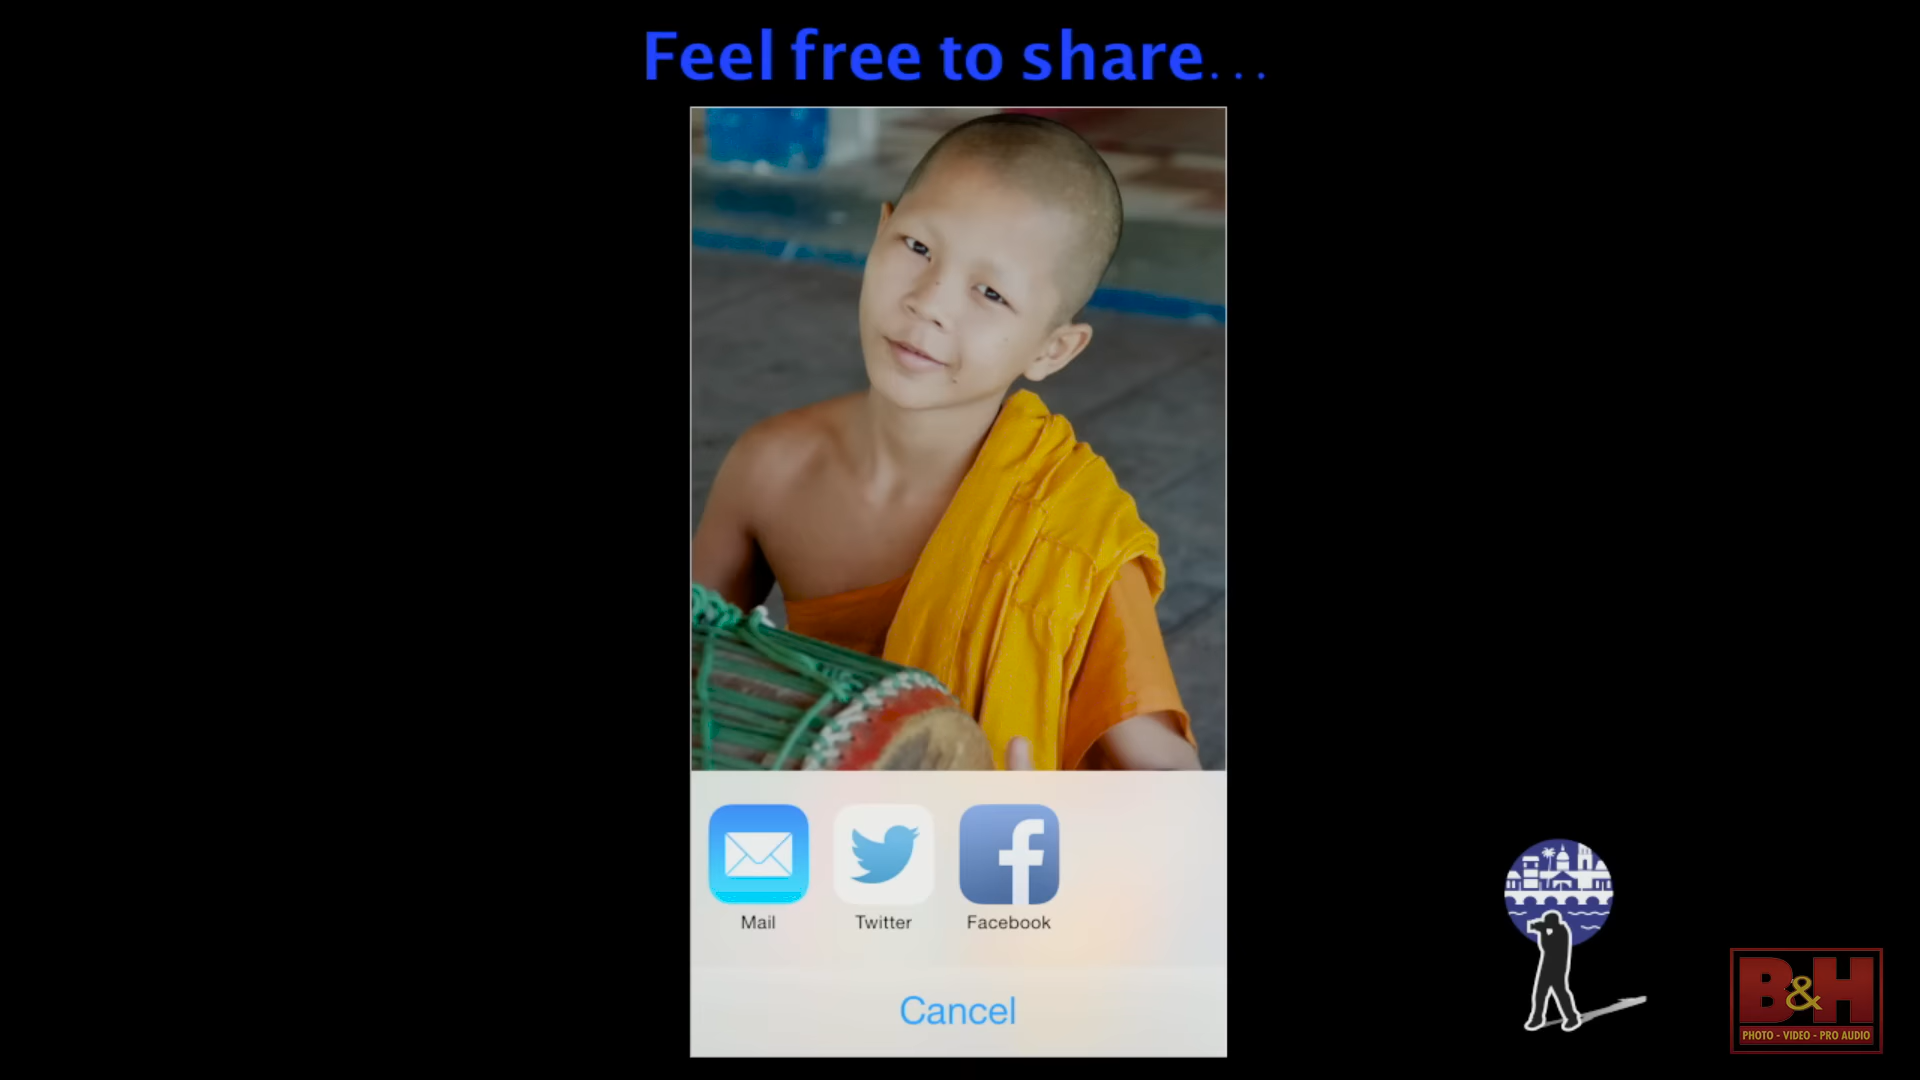 Feel free to share...
Mail
Twitter
Facebook
Cancel
B&H
PHOTO - VIDEO - PRO AUDIO